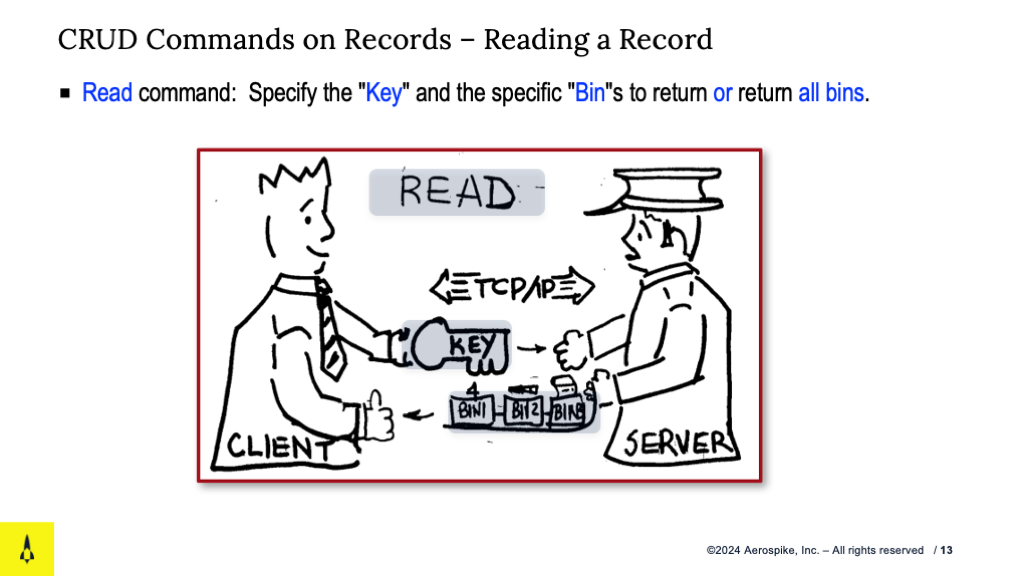 CRUD Commands on Records – Reading a Record
▪ Read command: Specify the "Key" and the specific "Bin"s to return or return all bins.
READ
TCP/IP
KEY
BIN1 BIN2 BIN3
CLIENT
SERVER
©2024 Aerospike, Inc. – All rights reserved / 13